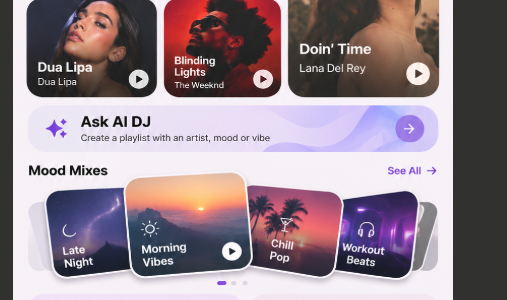 Dua Lipa
Dua Lipa
Blinding
Lights
The Weeknd
Doin' Time
Lana Del Rey
Ask AI DJ
Create a playlist with an artist, mood or vibe
Mood Mixes
See All
Late
Night
Morning
Vibes
Chill
Pop
Workout
Beats